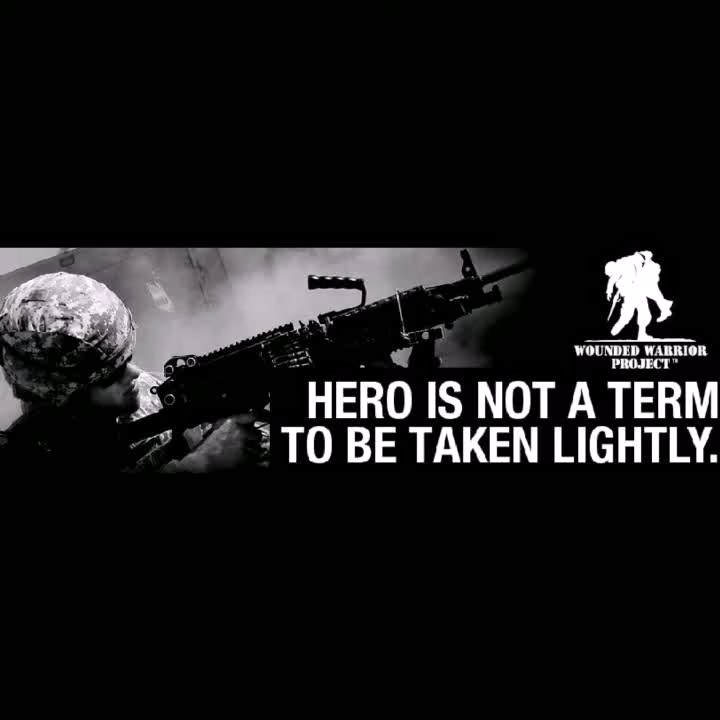 WOUNDED WARRIOR
PROJECT™
HERO IS NOT A TERM
TO BE TAKEN LIGHTLY.